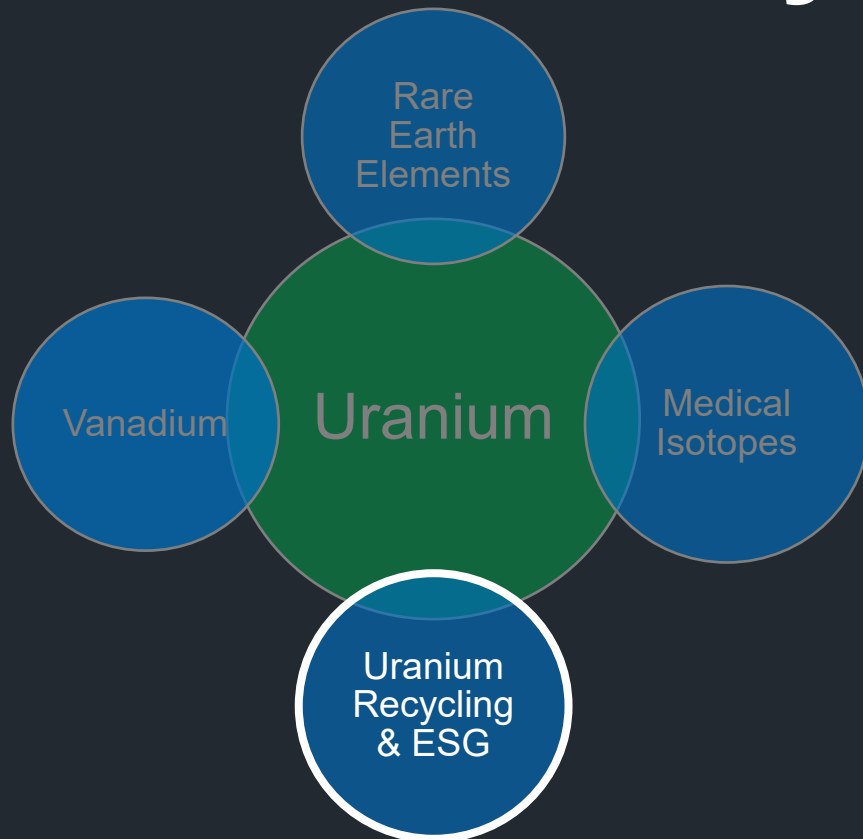 Rare
Earth
Elements
Vanadium
Uranium
Medical
Isotopes
Uranium
Recycling
& ESG